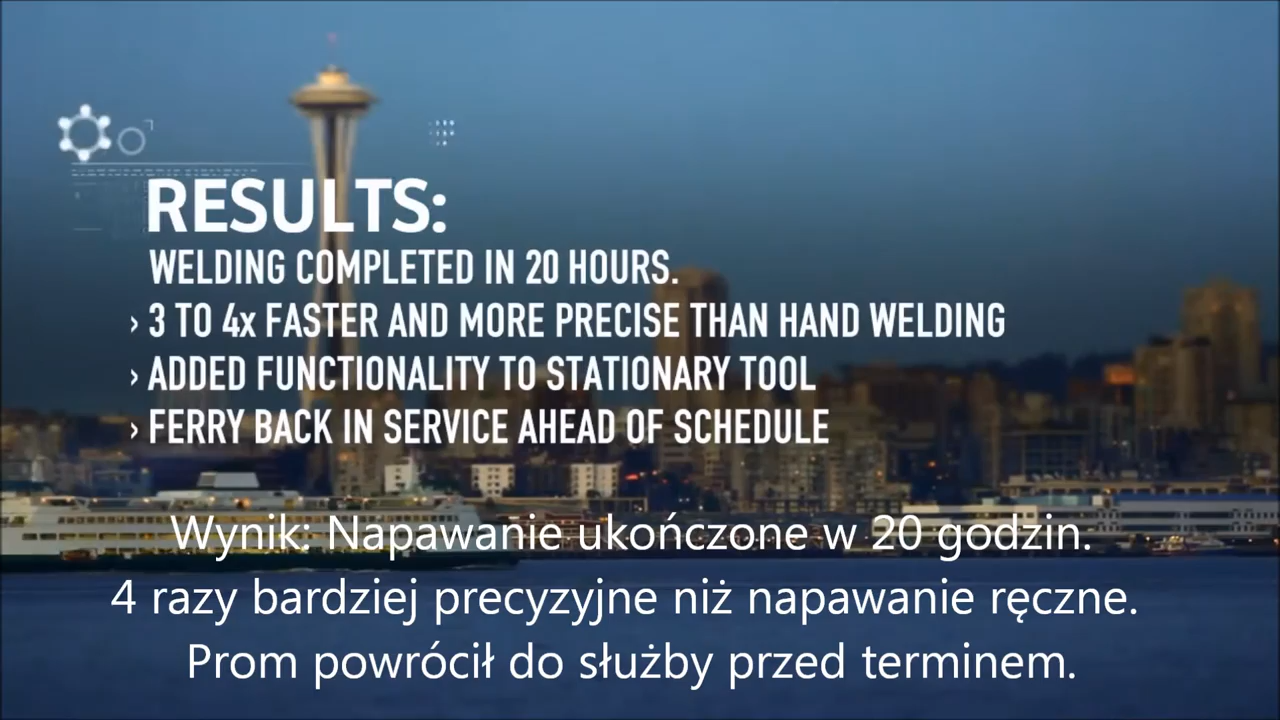 RESULTS:
WELDING COMPLETED IN 20 HOURS.
› 3 TO 4x FASTER AND MORE PRECISE THAN HAND WELDING
› ADDED FUNCTIONALITY TO STATIONARY TOOL
› FERRY BACK IN SERVICE AHEAD OF SCHEDULE
Wynik: Napawanie ukończone w 20 godzin.
4 razy bardziej precyzyjne niż napawanie ręczne.
Prom powrócił do służby przed terminem.